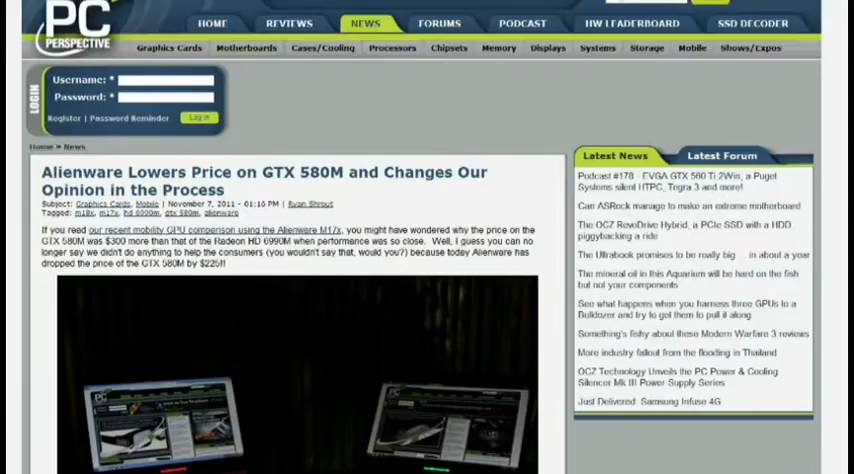 PC
PERSPECTIVE
HOME REVIEWS NEWS FORUMS PODCAST HW LEADERBOARD SSD DECODER
Graphics Cards Motherboards Cases/Cooling Processors Chipsets Memory Displays Systems Storage Mobile Shows/Expos
LOGIN
Username: *
Password: *
Register | Password Reminder Log in
Home » News
Alienware Lowers Price on GTX 580M and Changes Our
Opinion in the Process
Subject: Graphics Cards, Mobile | November 7, 2011 - 01:10 PM | Ryan Shrout
Tagged: m18x, m17x, hd 6990m, gtx 580m, alienware
If you read our recent mobility GPU comparison using the Alienware M17x, you might have wondered why the price on the
GTX 580M was $300 more than that of the Radeon HD 6990M when performance was so close. Well, I guess you can no
longer say we didn't do anything to help the consumers (you wouldn't say that, would you?) because today Alienware has
dropped the price of the GTX 580M by $225!!
Latest News Latest Forum
Podcast #178 EVGA GTX 560 Ti 2Win, a Puget
Systems silent HTPC, Tegra 3 and more!
Can ASRock manage to make an extreme motherboard
The OCZ RevoDrive Hybrid, a PCIe SSD with a HDD
piggybacking a ride
The Ultrabook promises to be really big ... in about a year
The mineral oil in this Aquarium will be hard on the fish
but not your components
See what happens when you harness three GPUs to a
Bulldozer and try to get them to pull it along
Something's fishy about these Modern Warfare 3 reviews
More industry fallout from the flooding in Thailand
OCZ Technology Unveils the PC Power & Cooling
Silencer Mk III Power Supply Series
Just Delivered: Samsung Infuse 4G